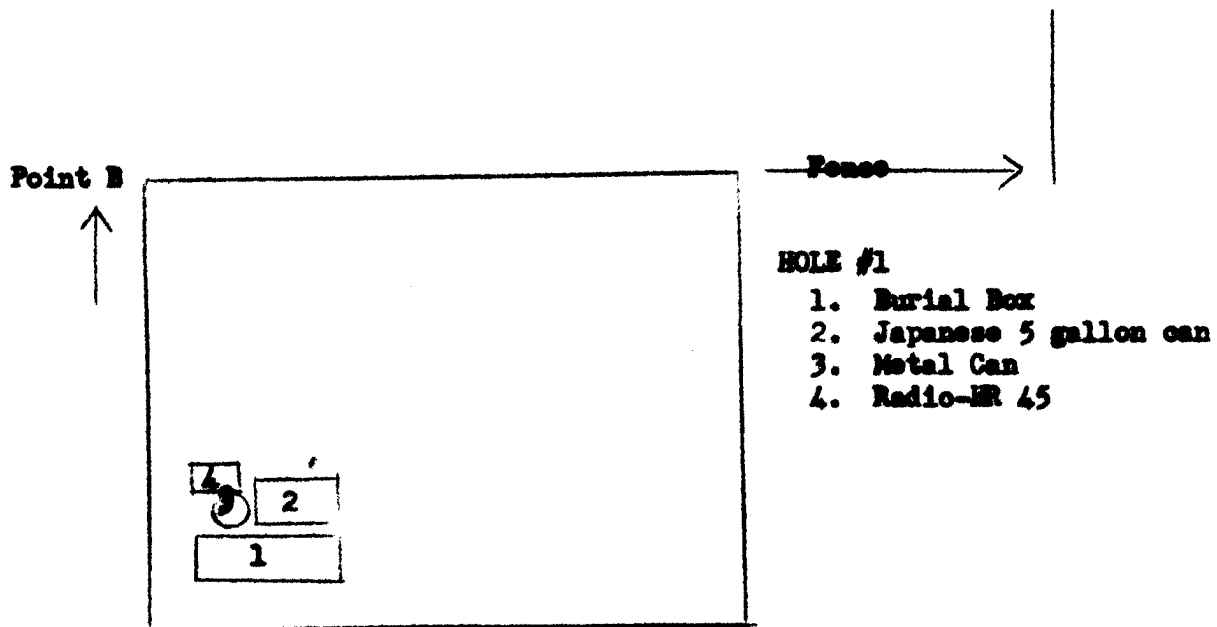 Point B
Fence
HOLE #1
1. Burial Box
2. Japanese 5 gallon can
3. Metal Can
4. Radio-HR 45
4
3
2
1